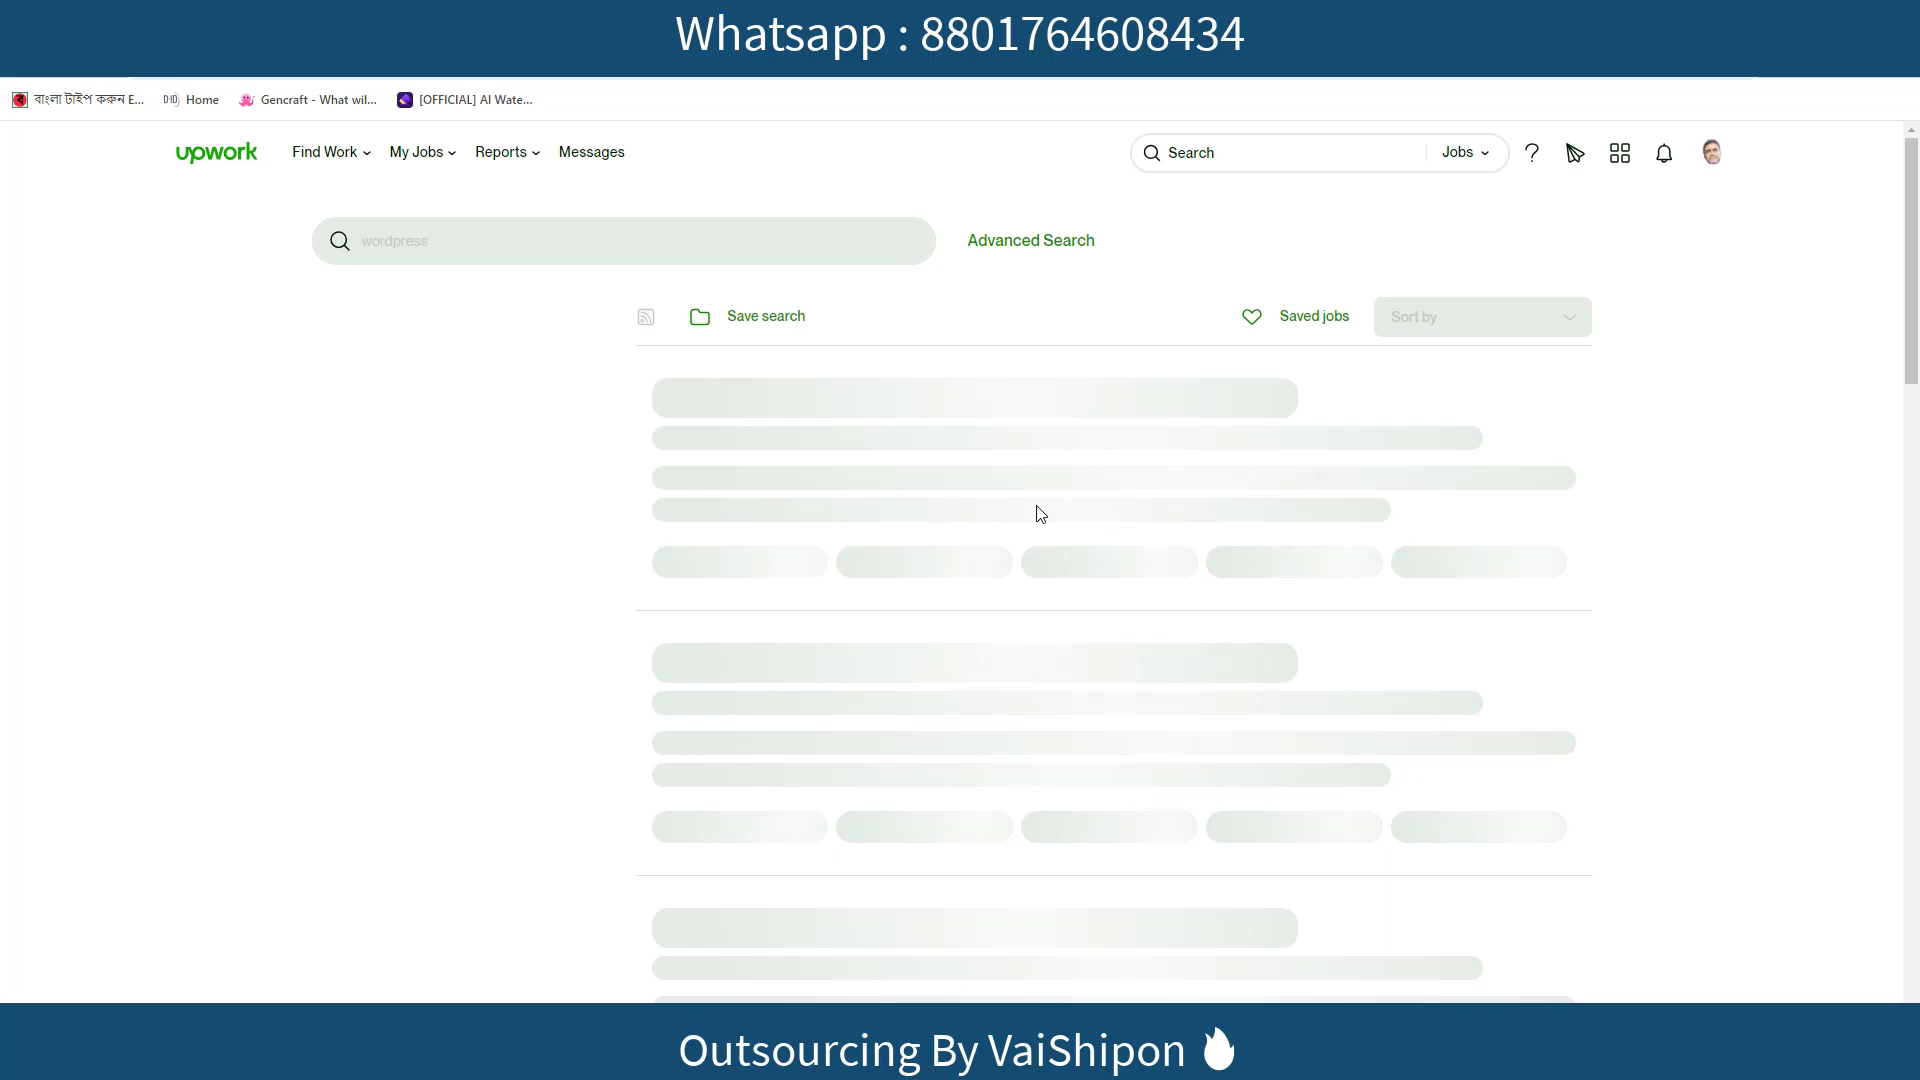 Whatsapp : 8801764608434
বাংলা টাইপ করুন E...
Home
Gencraft - What wil...
[OFFICIAL] AI Wate...
upwork
Find Work
My Jobs
Reports
Messages
Search
Jobs
wordpress
Advanced Search
Save search
Saved jobs
Sort by
Outsourcing By VaiShipon